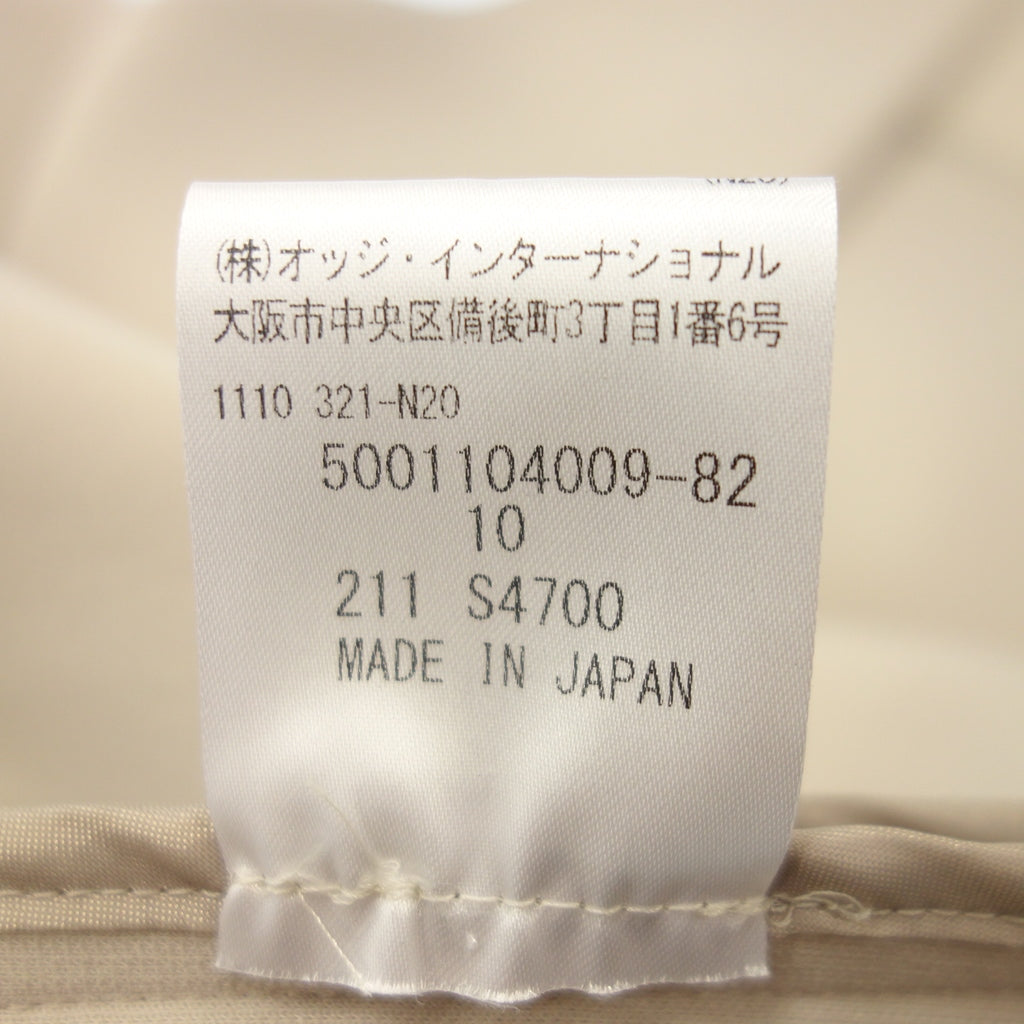 (株)オッジ・インターナショナル
大阪市中央区備後町3丁目1番6号
1110 321-N20
5001104009-82
10
211 S4700
MADE IN JAPAN